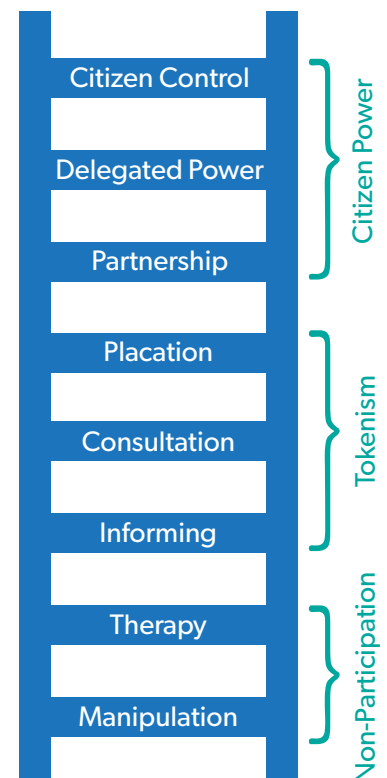 Citizen Control
Delegated Power
Partnership
Citizen Power
Placation
Consultation
Informing
Tokenism
Therapy
Manipulation
Non-Participation